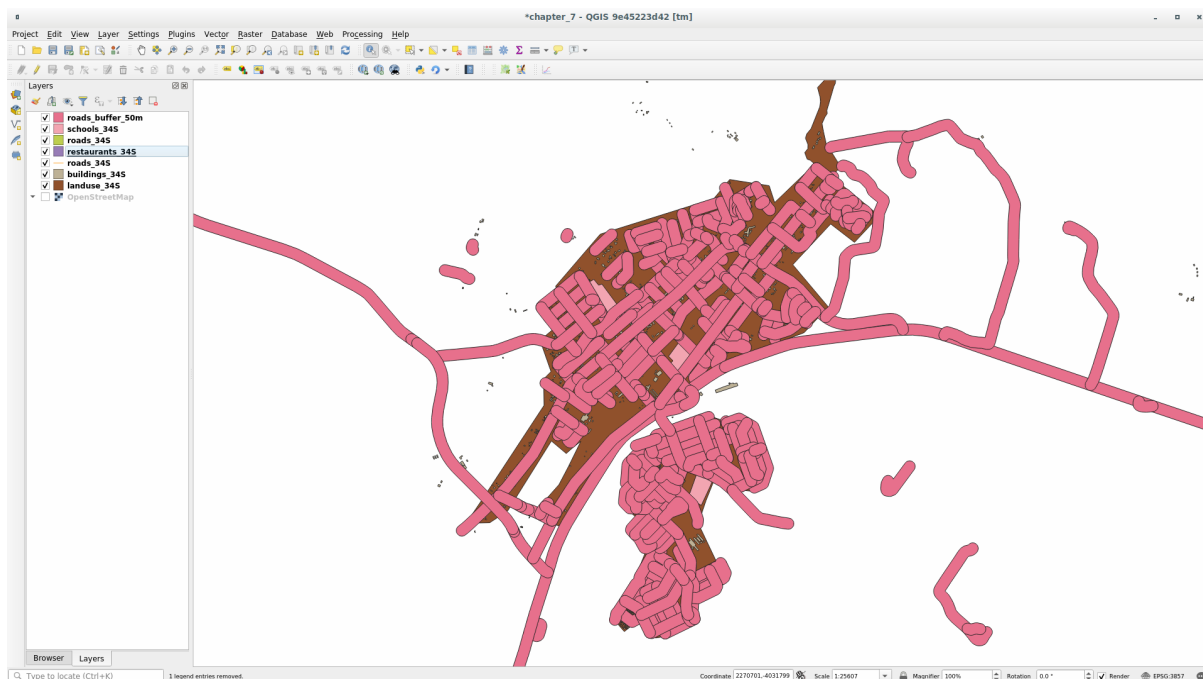 *chapter_7 - QGIS 9e45223d42 [tm]
Project Edit View Layer Settings Plugins Vector Raster Database Web Processing Help
Layers
roads_buffer_50m
schools_34S
roads_34S
restaurants_34S
roads_34S
buildings_34S
landuse_34S
OpenStreetMap
Browser Layers
Type to locate (Ctrl+K) 1 legend entries removed. Coordinate 2270701,-4031799 Scale 1:25607 Magnifier 100% Rotation 0.0 ° Render EPSG:3857